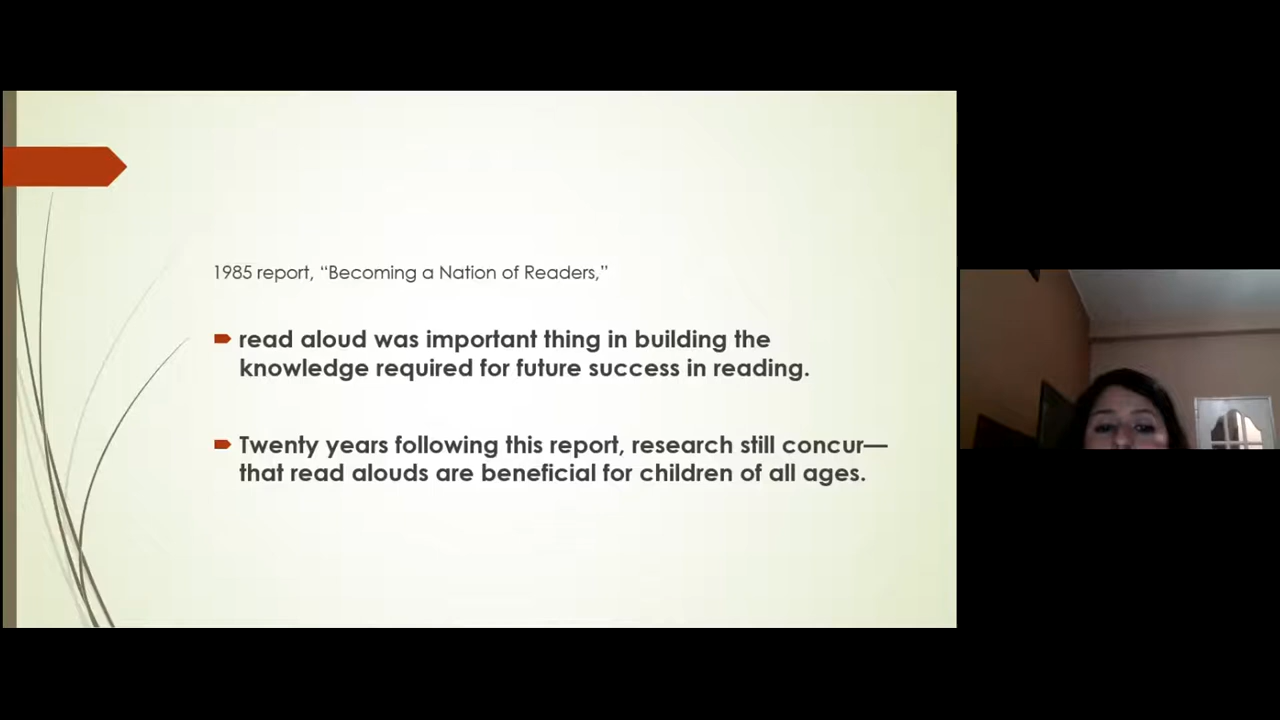 1985 report, “Becoming a Nation of Readers,”
read aloud was important thing in building the
knowledge required for future success in reading.
Twenty years following this report, research still concur—
that read alouds are beneficial for children of all ages.